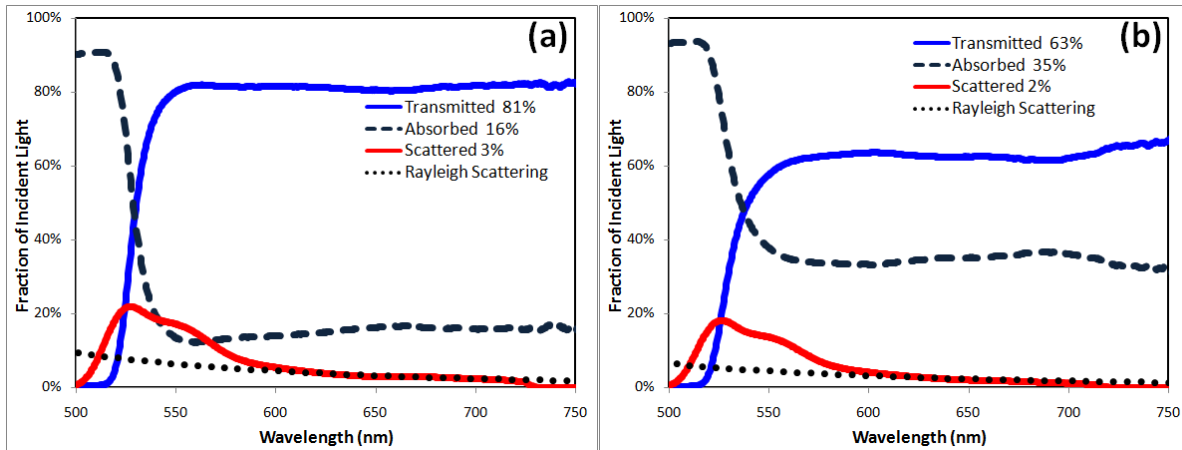 (a)
Transmitted 81%
Absorbed 16%
Scattered 3%
Rayleigh Scattering
Fraction of Incident Light
100%
80%
60%
40%
20%
0%
500
550
600
650
700
750
Wavelength (nm)
(b)
Transmitted 63%
Absorbed 35%
Scattered 2%
Rayleigh Scattering
Fraction of Incident Light
100%
80%
60%
40%
20%
0%
500
550
600
650
700
750
Wavelength (nm)